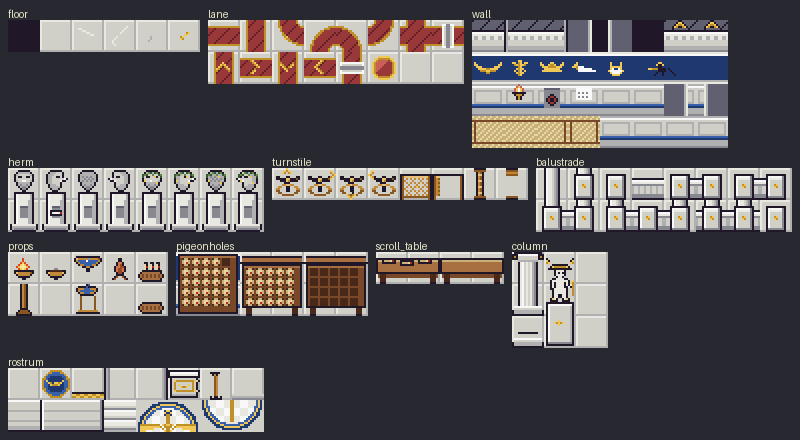 floor
lane
wall
herm
turnstile
balustrade
props
pigeonholes
scroll_table
column
rostrum